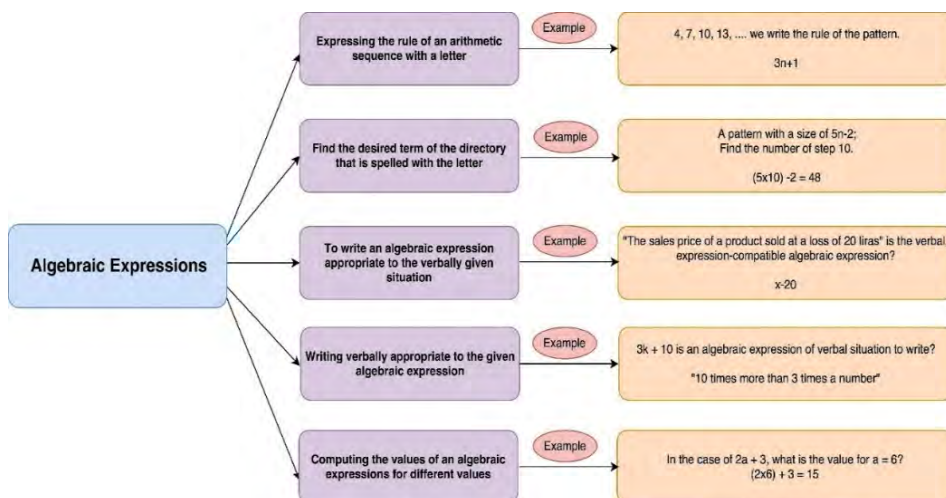 Algebraic Expressions
Expressing the rule of an arithmetic
sequence with a letter
Example
4, 7, 10, 13, .... we write the rule of the pattern.
3n+1
Find the desired term of the directory
that is spelled with the letter
Example
A pattern with a size of 5n-2;
Find the number of step 10.
(5x10) -2 = 48
To write an algebraic expression
appropriate to the verbally given
situation
Example
"The sales price of a product sold at a loss of 20 liras" is the verbal
expression-compatible algebraic expression?
x-20
Writing verbally appropriate to the given
algebraic expression
Example
3k + 10 is an algebraic expression of verbal situation to write?
"10 times more than 3 times a number"
Computing the values of an algebraic
expressions for different values
Example
In the case of 2a + 3, what is the value for a = 6?
(2x6) + 3 = 15